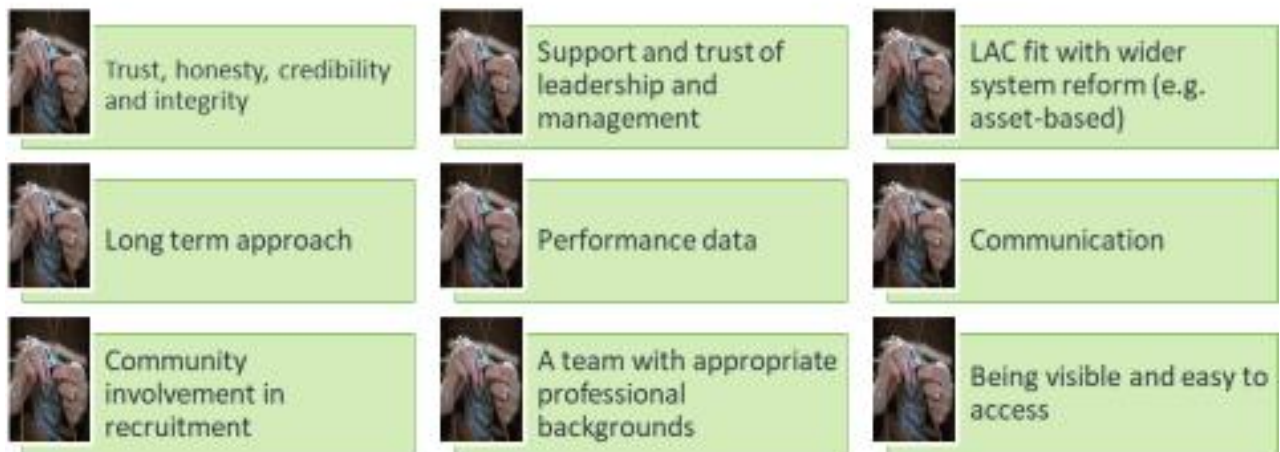 Trust, honesty, credibility
and integrity
Support and trust of
leadership and
management
LAC fit with wider
system reform (e.g.
asset-based)
Long term approach
Performance data
Communication
Community
involvement in
recruitment
A team with appropriate
professional
backgrounds
Being visible and easy to
access